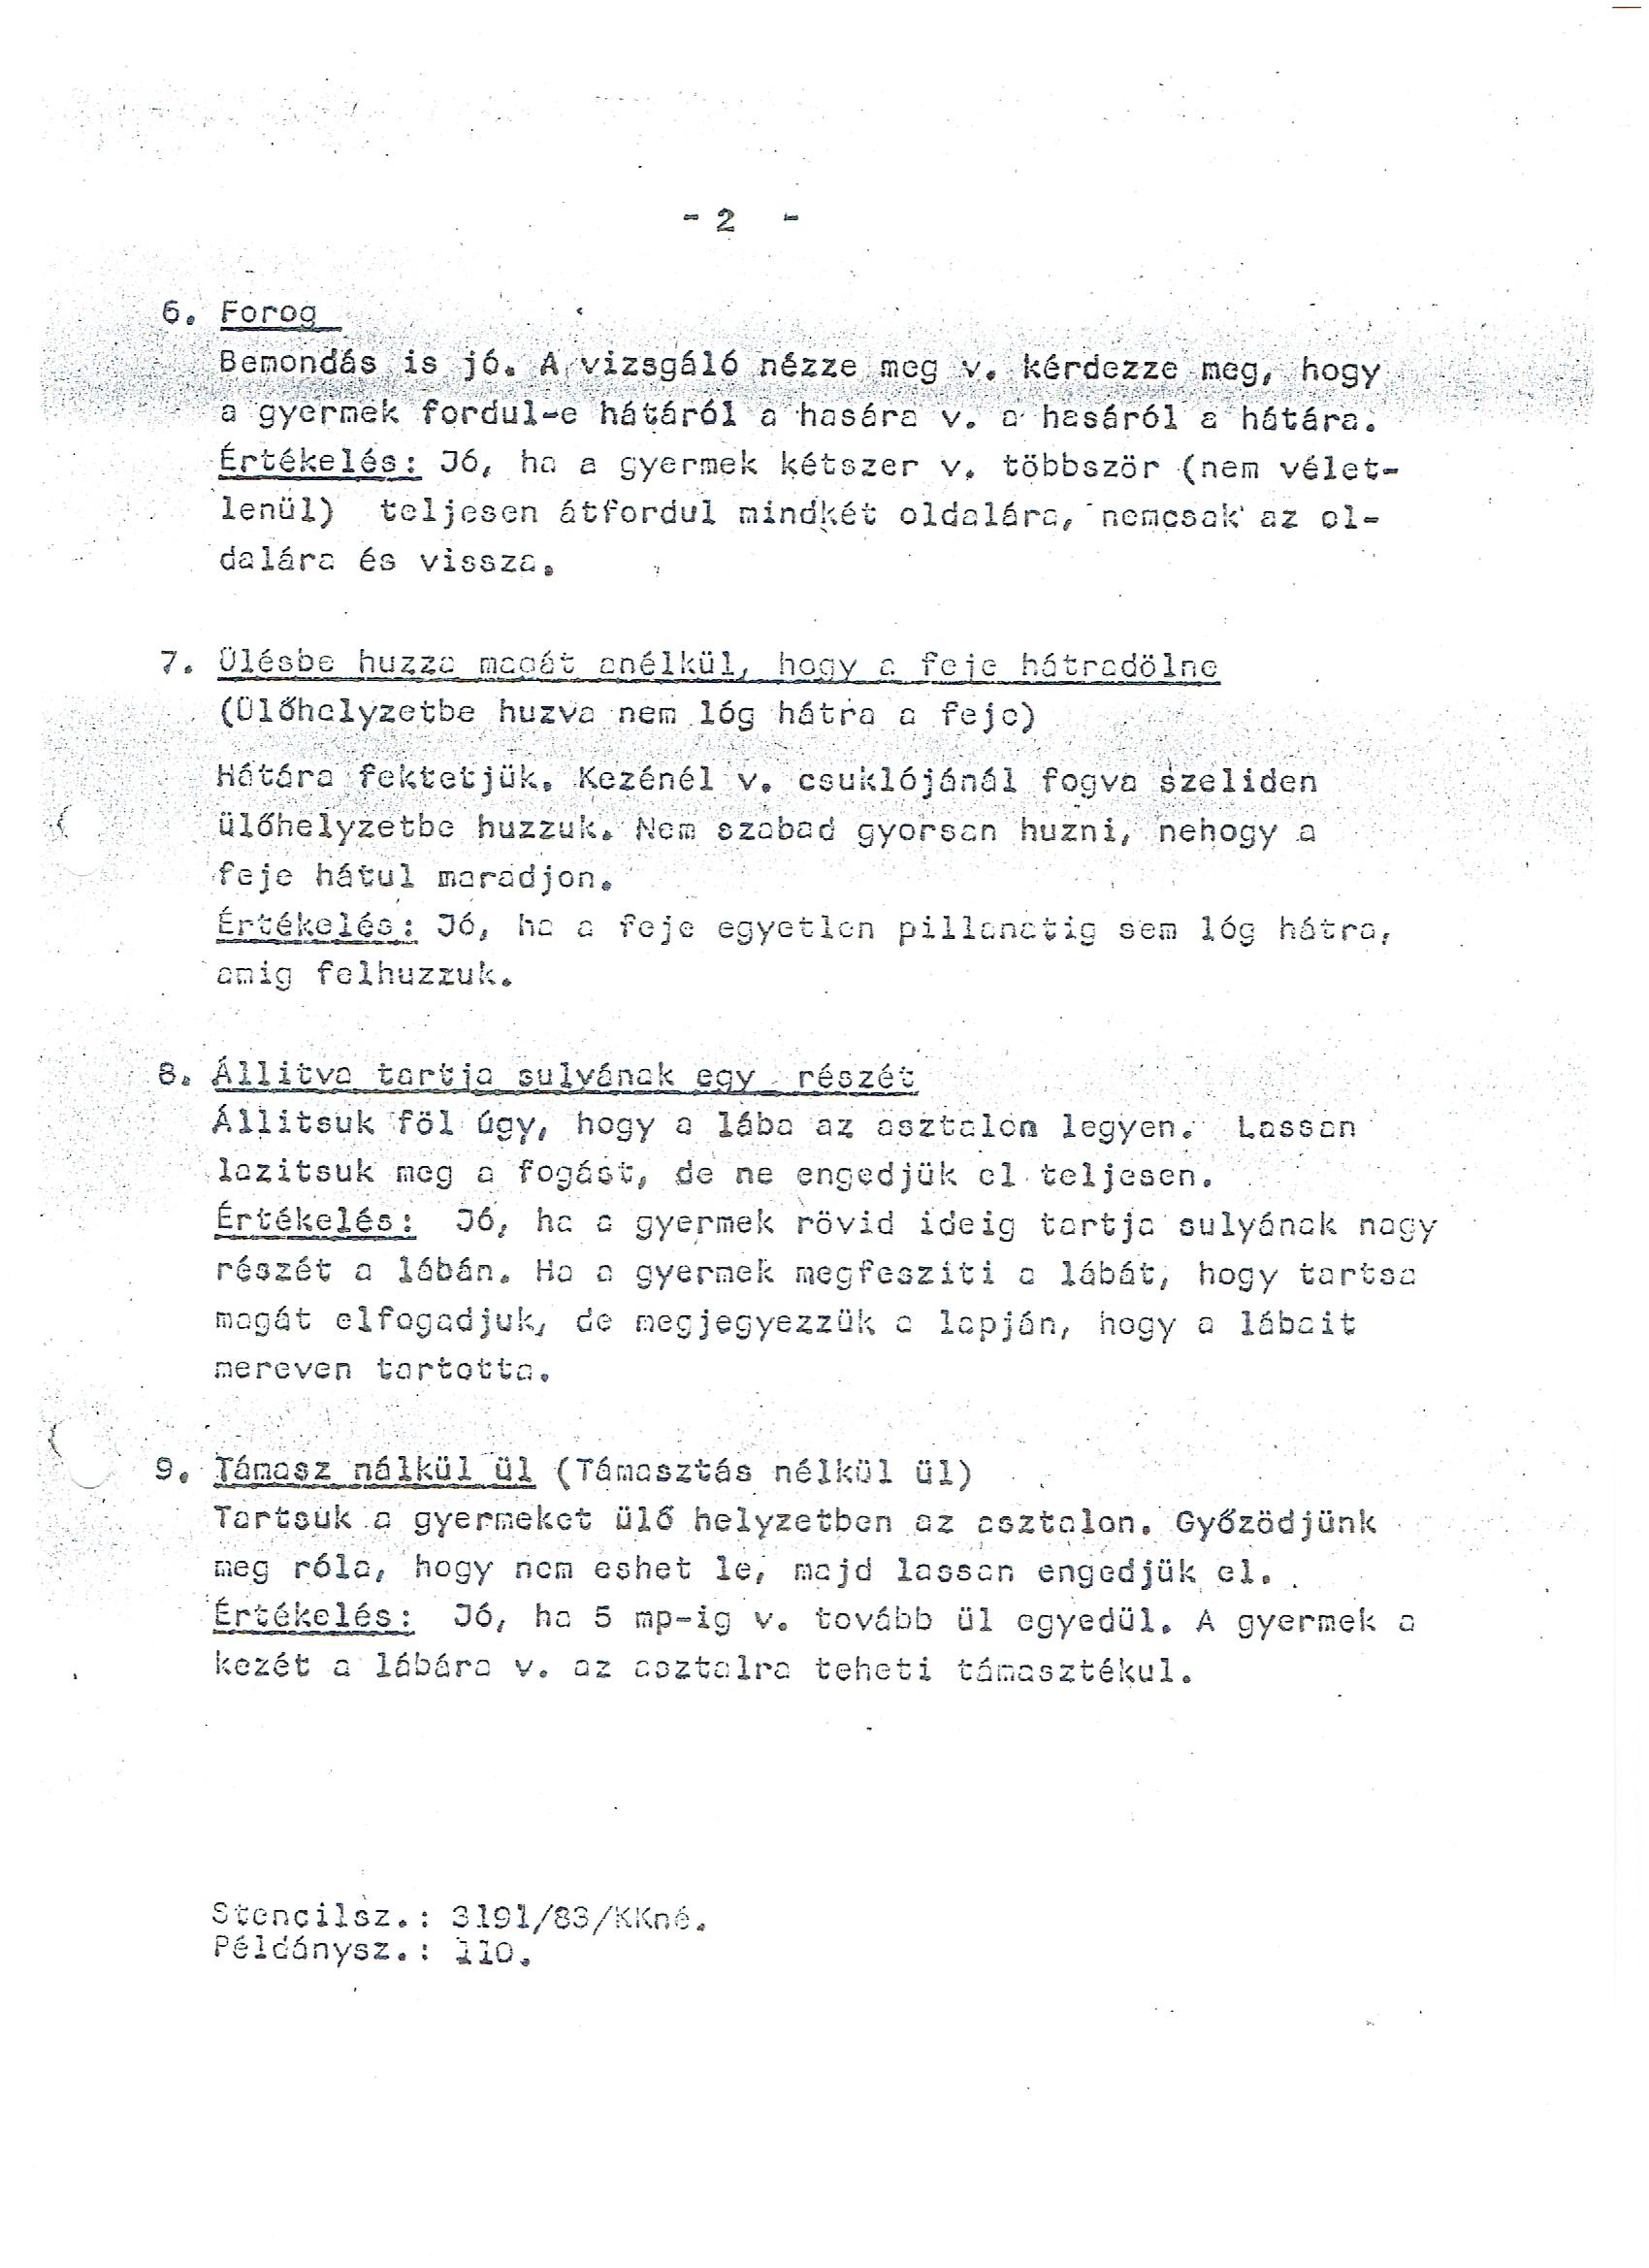 - 2 -
6. Forog
Bemondás is jó. A vizsgáló nézze meg v. kérdezze meg, hogy
a gyermek fordul-e hátáról a hasára v. a hasáról a hátára.
Értékelés: Jó, ha a gyermek kétszer v. többször (nem vélet-
lenül) teljesen átfordul mindkét oldalára, nemcsak az ol-
dalára és vissza.
7. Ülésbe huzza magát anélkül, hogy a feje hátradölne
(Ülőhelyzetbe huzva nem lóg hátra a feje)
Hátára fektetjük. Kezénél v. csuklójánál fogva szeliden
ülőhelyzetbe huzzuk. Nem szabad gyorsan huzni, nehogy a
feje hátul maradjon.
Értékelés: Jó, ha a feje egyetlen pillanatig sem lóg hátra,
amig felhuzzuk.
8. Állitva tartja sulyának egy részét
Állitsuk föl úgy, hogy a lába az asztalon legyen. Lassan
lazitsuk meg a fogást, de ne engedjük el teljesen.
Értékelés: Jó, ha a gyermek rövid ideig tartja sulyának nagy
részét a lábán. Ha a gyermek megfesziti a lábát, hogy tartsa
magát elfogadjuk, de megjegyezzük a lapján, hogy a lábait
mereven tartotta.
9. Támasz nálkül ül (Támasztás nélkül ül)
Tartsuk a gyermeket ülő helyzetben az asztalon. Győzödjünk
meg róla, hogy nem eshet le, majd lassan engedjük el.
Értékelés: Jó, ha 5 mp-ig v. tovább ül egyedül. A gyermek a
kezét a lábára v. az asztalra teheti támasztékul.
Stencilsz.: 3191/83/KKné.
Példánysz.: 110.